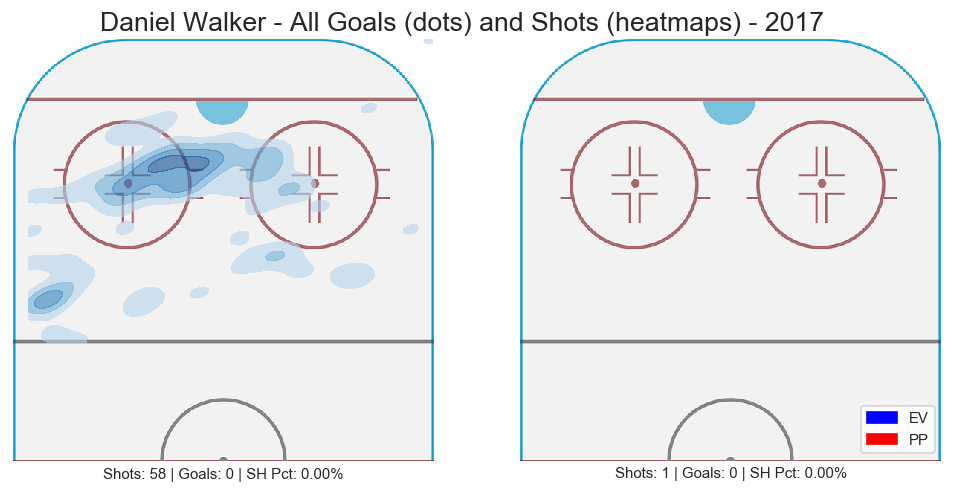 Daniel Walker - All Goals (dots) and Shots (heatmaps) - 2017
EV
PP
Shots: 58 | Goals: 0 | SH Pct: 0.00%
Shots: 1 | Goals: 0 | SH Pct: 0.00%